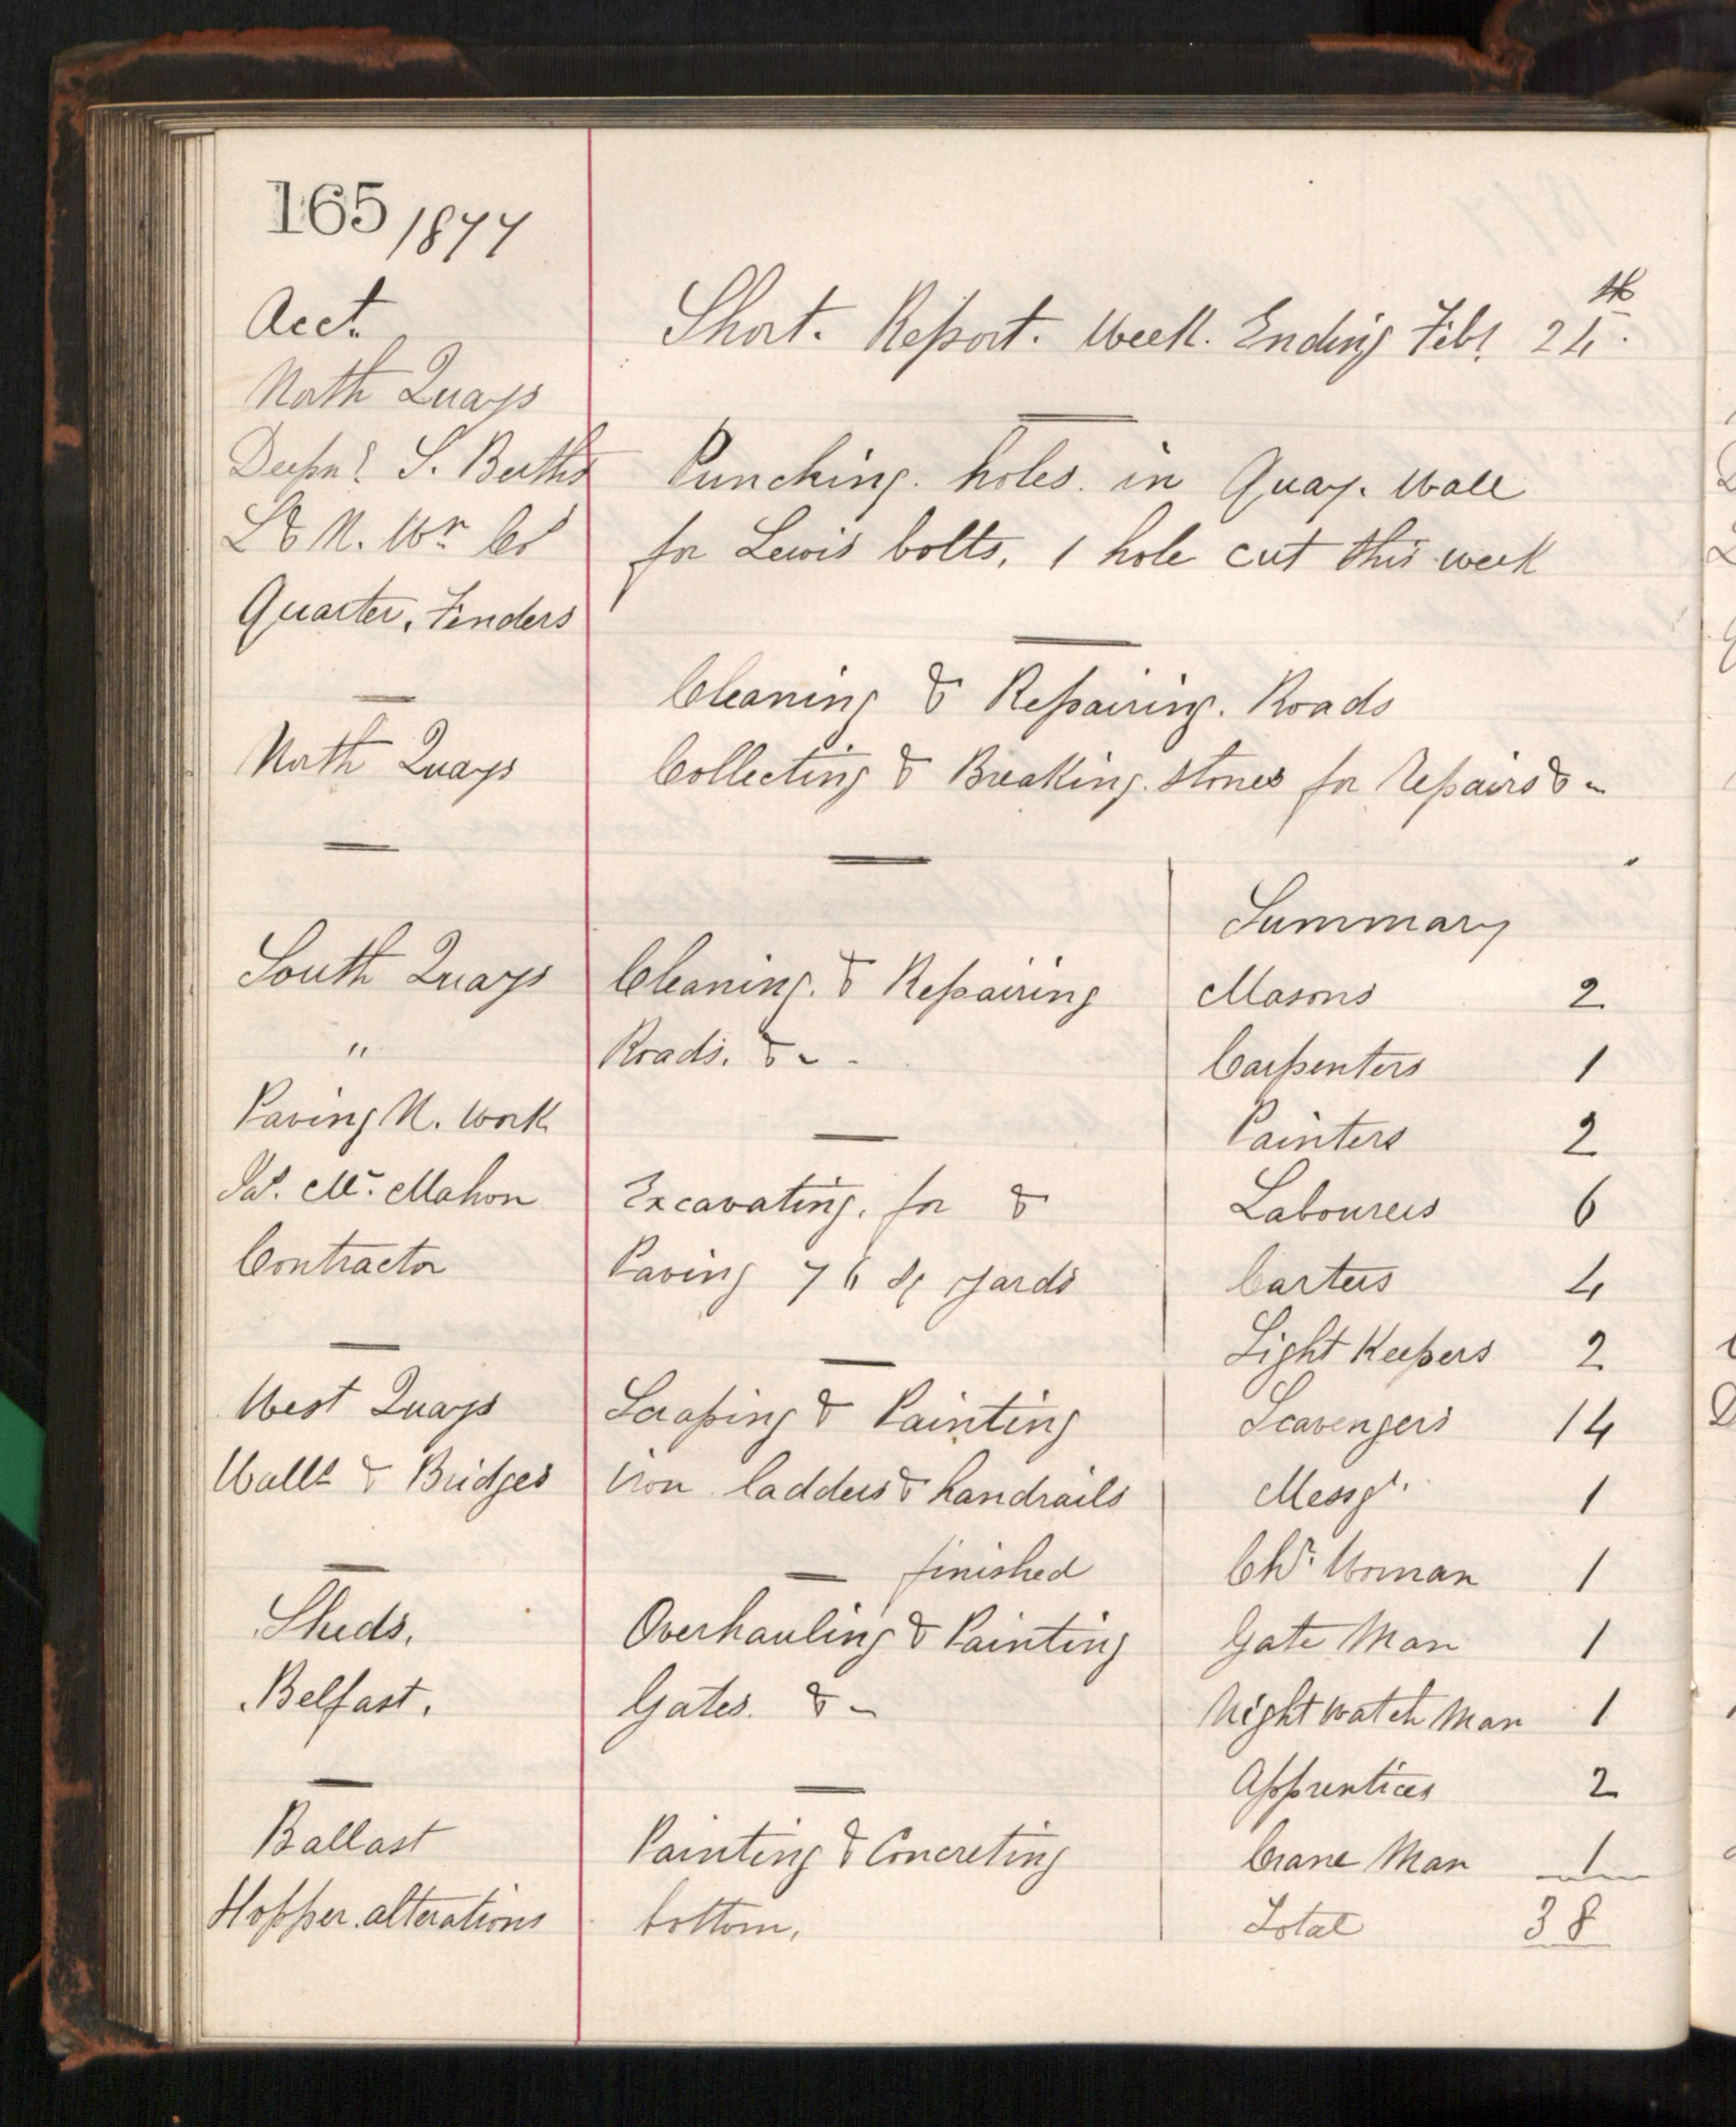 165/1877
Acct.
Short. Report. Week. Ending Feby 24th.
North Quays
Deepng S. Berths
Punching. holes. in Quay. Wall
L & N. Wn Co
for Lewis bolts, 1 hole cut this week
Quarter. Fenders
Cleaning & Repairing. Roads
North Quays
Collecting & Breaking. stones for Repairs &
Summary
South Quays
Cleaning. & Repairing
Masons 2
"
Roads. &
Carpenters 1
Paving N. Work
Painters 2
Jas. Mc. Mahon
Excavating. for &
Labourers 6
Contractor
Paving 76 Sq yards
Carters 4
Light Keepers 2
West Quays
Scraping & Painting
Scavengers 14
Walls & Bridges
Iron ladders & handrails
Messgr. 1
finished
Chr. Woman 1
Sheds.
Overhauling & Painting
Gate Man 1
Belfast.
Gates. &
Night watch Man 1
Apprentices 2
Ballast
Painting & Concreting
Crane Man 1
Hopper. alterations
bottom,
Total 38